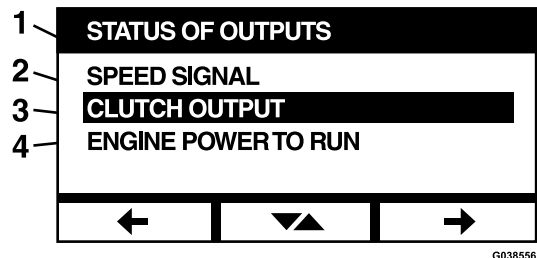 1 STATUS OF OUTPUTS
2 SPEED SIGNAL
3 CLUTCH OUTPUT
4 ENGINE POWER TO RUN
G038556